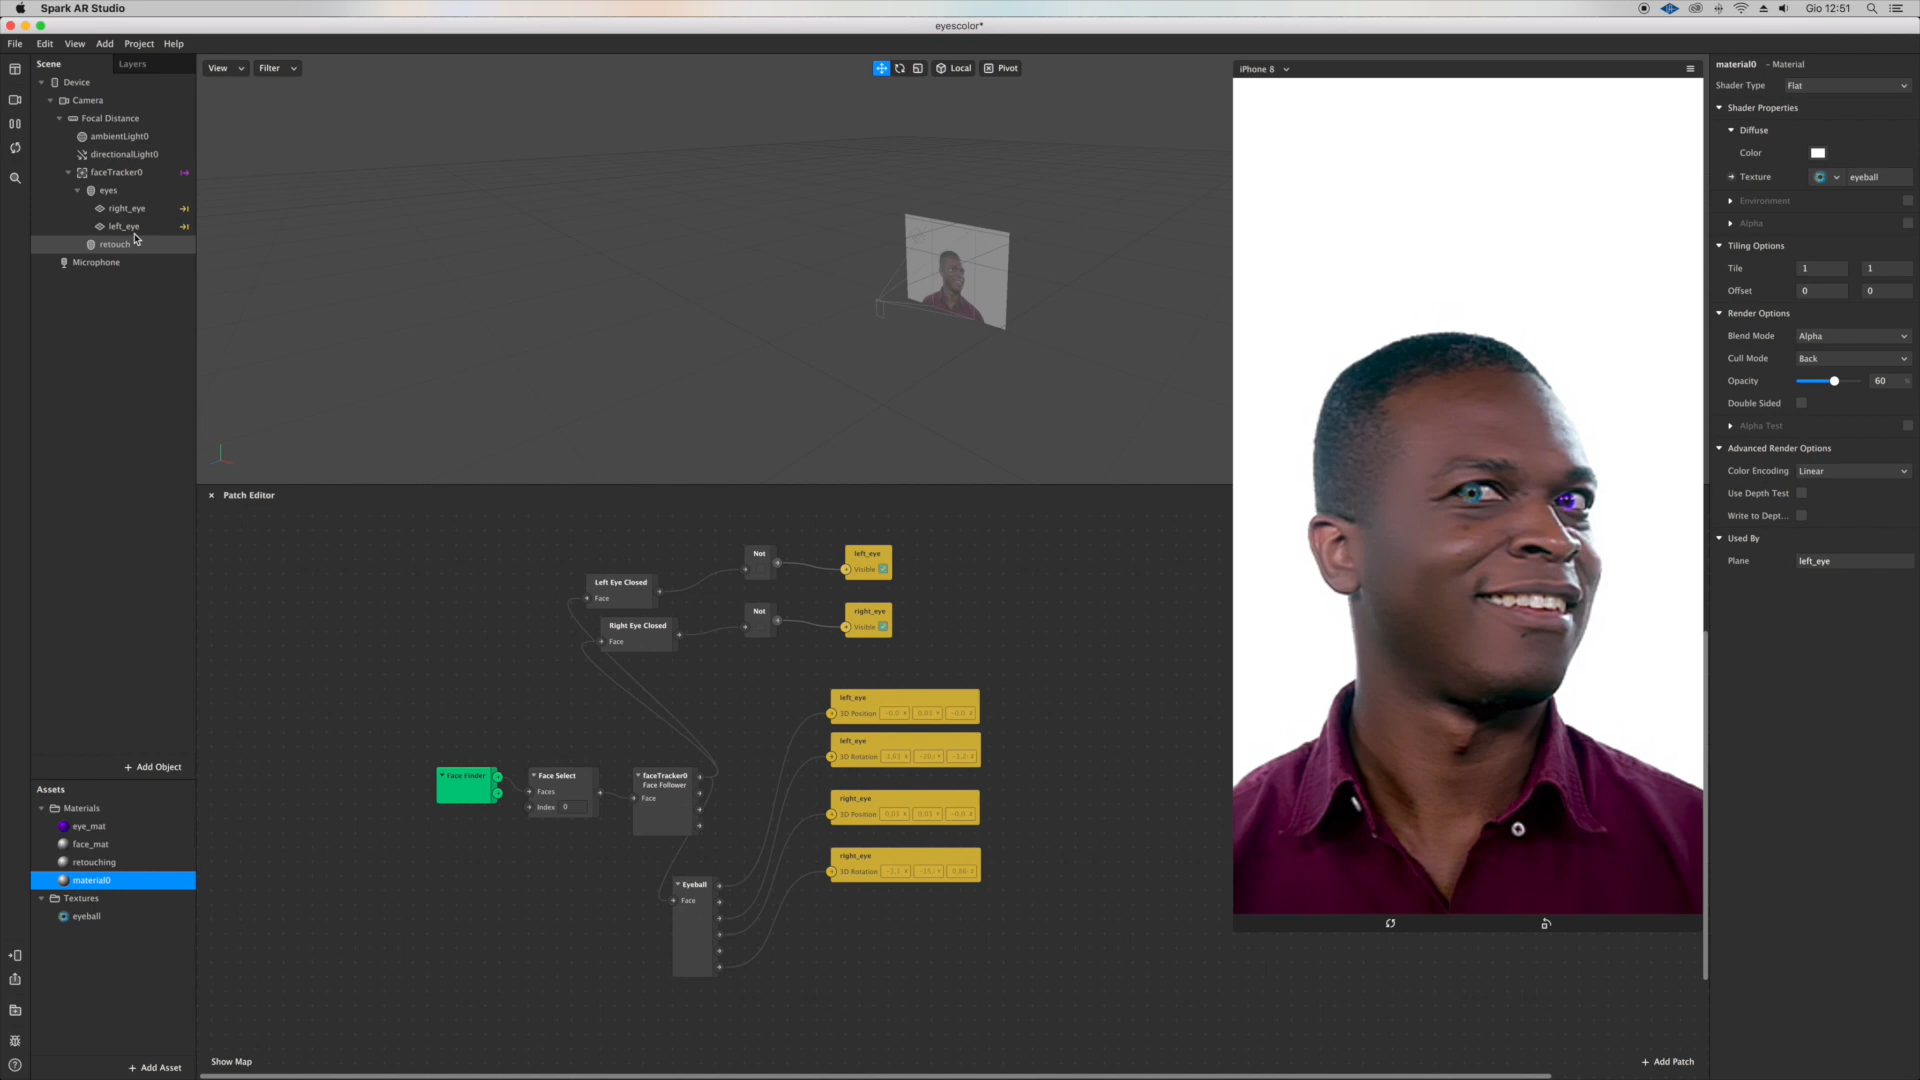 Spark AR Studio
Gio 12:51
eyescolor*
File Edit View Add Project Help
Scene Layers
Device
Camera
Focal Distance
ambientLight0
directionalLight0
faceTracker0
eyes
right_eye
left_eye
retouch
Microphone
+ Add Object
Assets
Materials
eye_mat
face_mat
retouching
material0
Textures
eyeball
+ Add Asset
View Filter
Local Pivot
iPhone 8
× Patch Editor
Not
left_eye
Visible
Left Eye Closed
Face
Not
right_eye
Visible
Right Eye Closed
Face
left_eye
3D Position
left_eye
3D Rotation
right_eye
3D Position
right_eye
3D Rotation
Face Finder
Face Select
Faces
Index 0
faceTracker0
Face Follower
Face
Eyeball
Face
Show Map
+ Add Patch
material0 - Material
Shader Type Flat
Shader Properties
Diffuse
Color
Texture eyeball
Environment
Alpha
Tiling Options
Tile 1 1
Offset 0 0
Render Options
Blend Mode Alpha
Cull Mode Back
Opacity 60 %
Double Sided
Alpha Test
Advanced Render Options
Color Encoding Linear
Use Depth Test
Write to Dept...
Used By
Plane left_eye